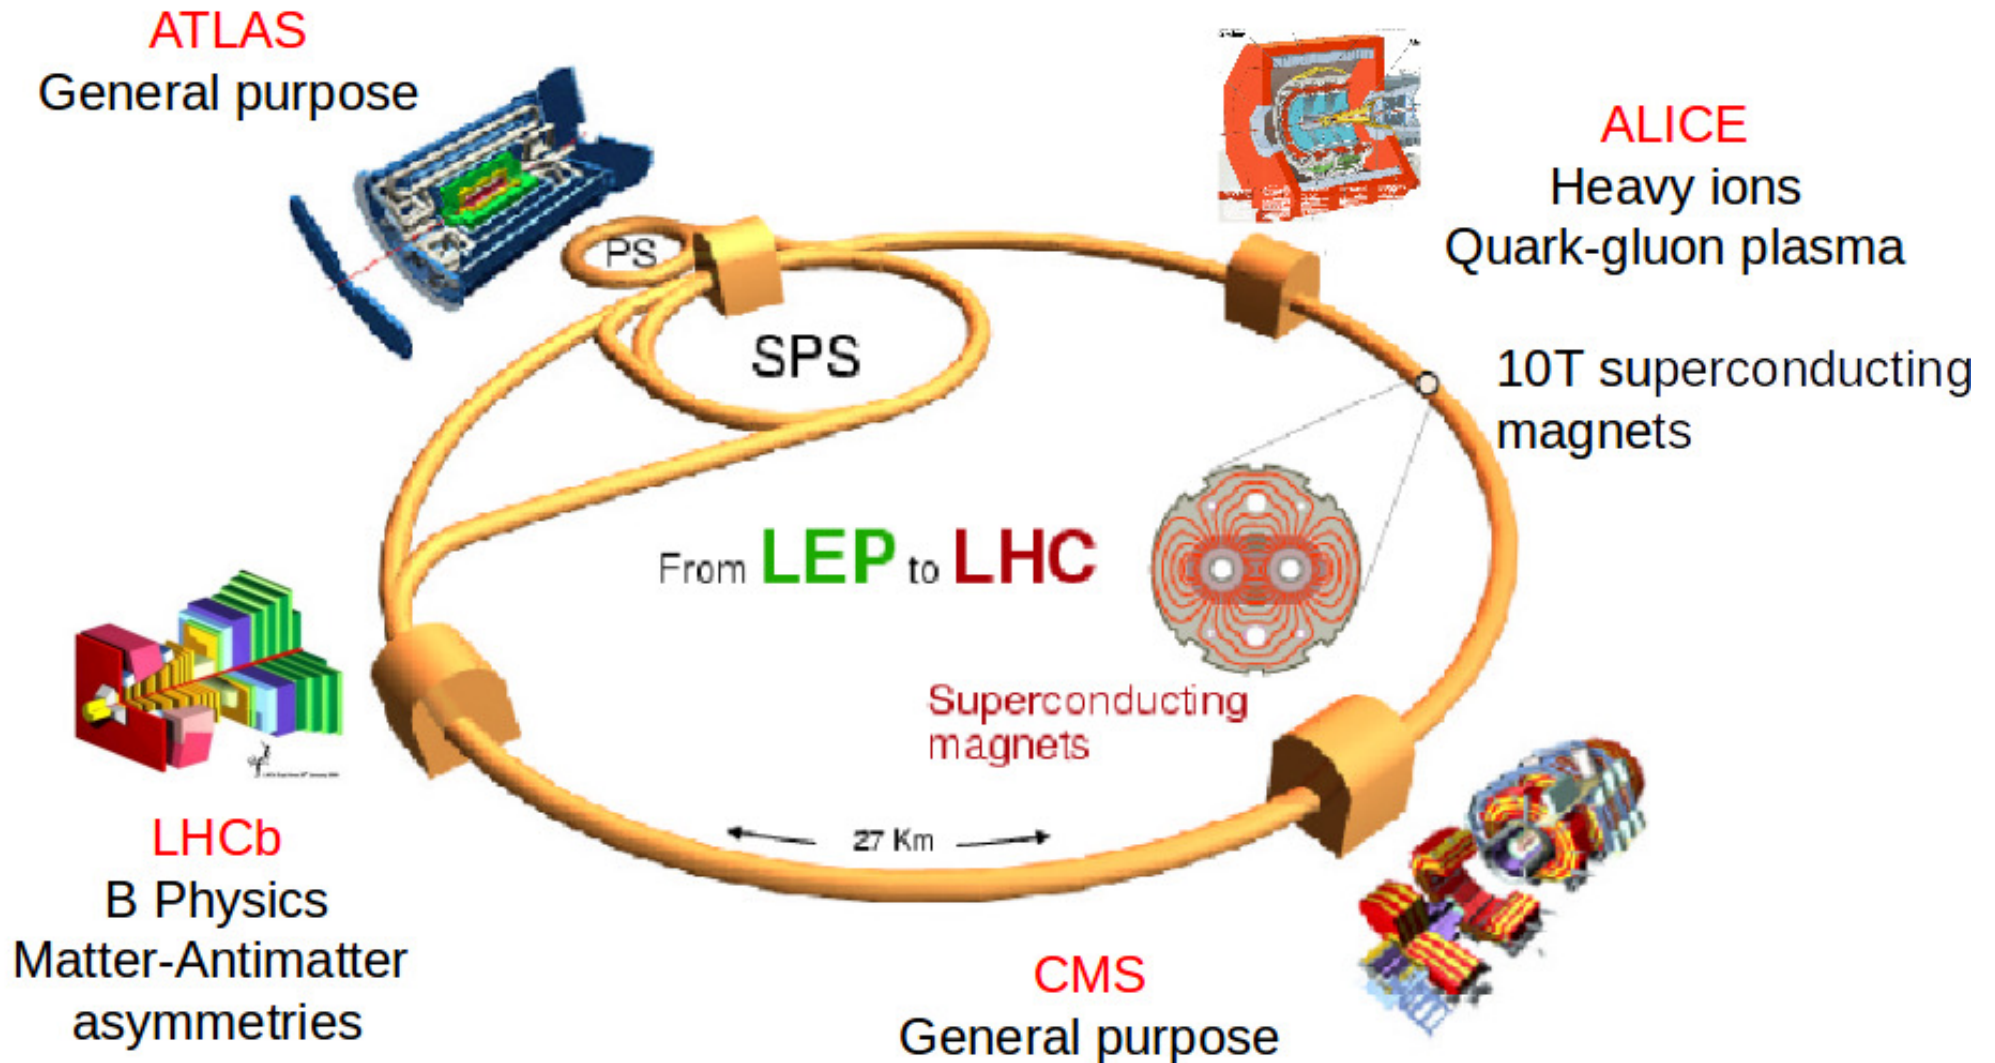 ATLAS
General purpose
ALICE
Heavy ions
Quark-gluon plasma
PS
SPS
10T superconducting
magnets
From LEP to LHC
Superconducting
magnets
27 Km
LHCb
B Physics
Matter-Antimatter
asymmetries
CMS
General purpose